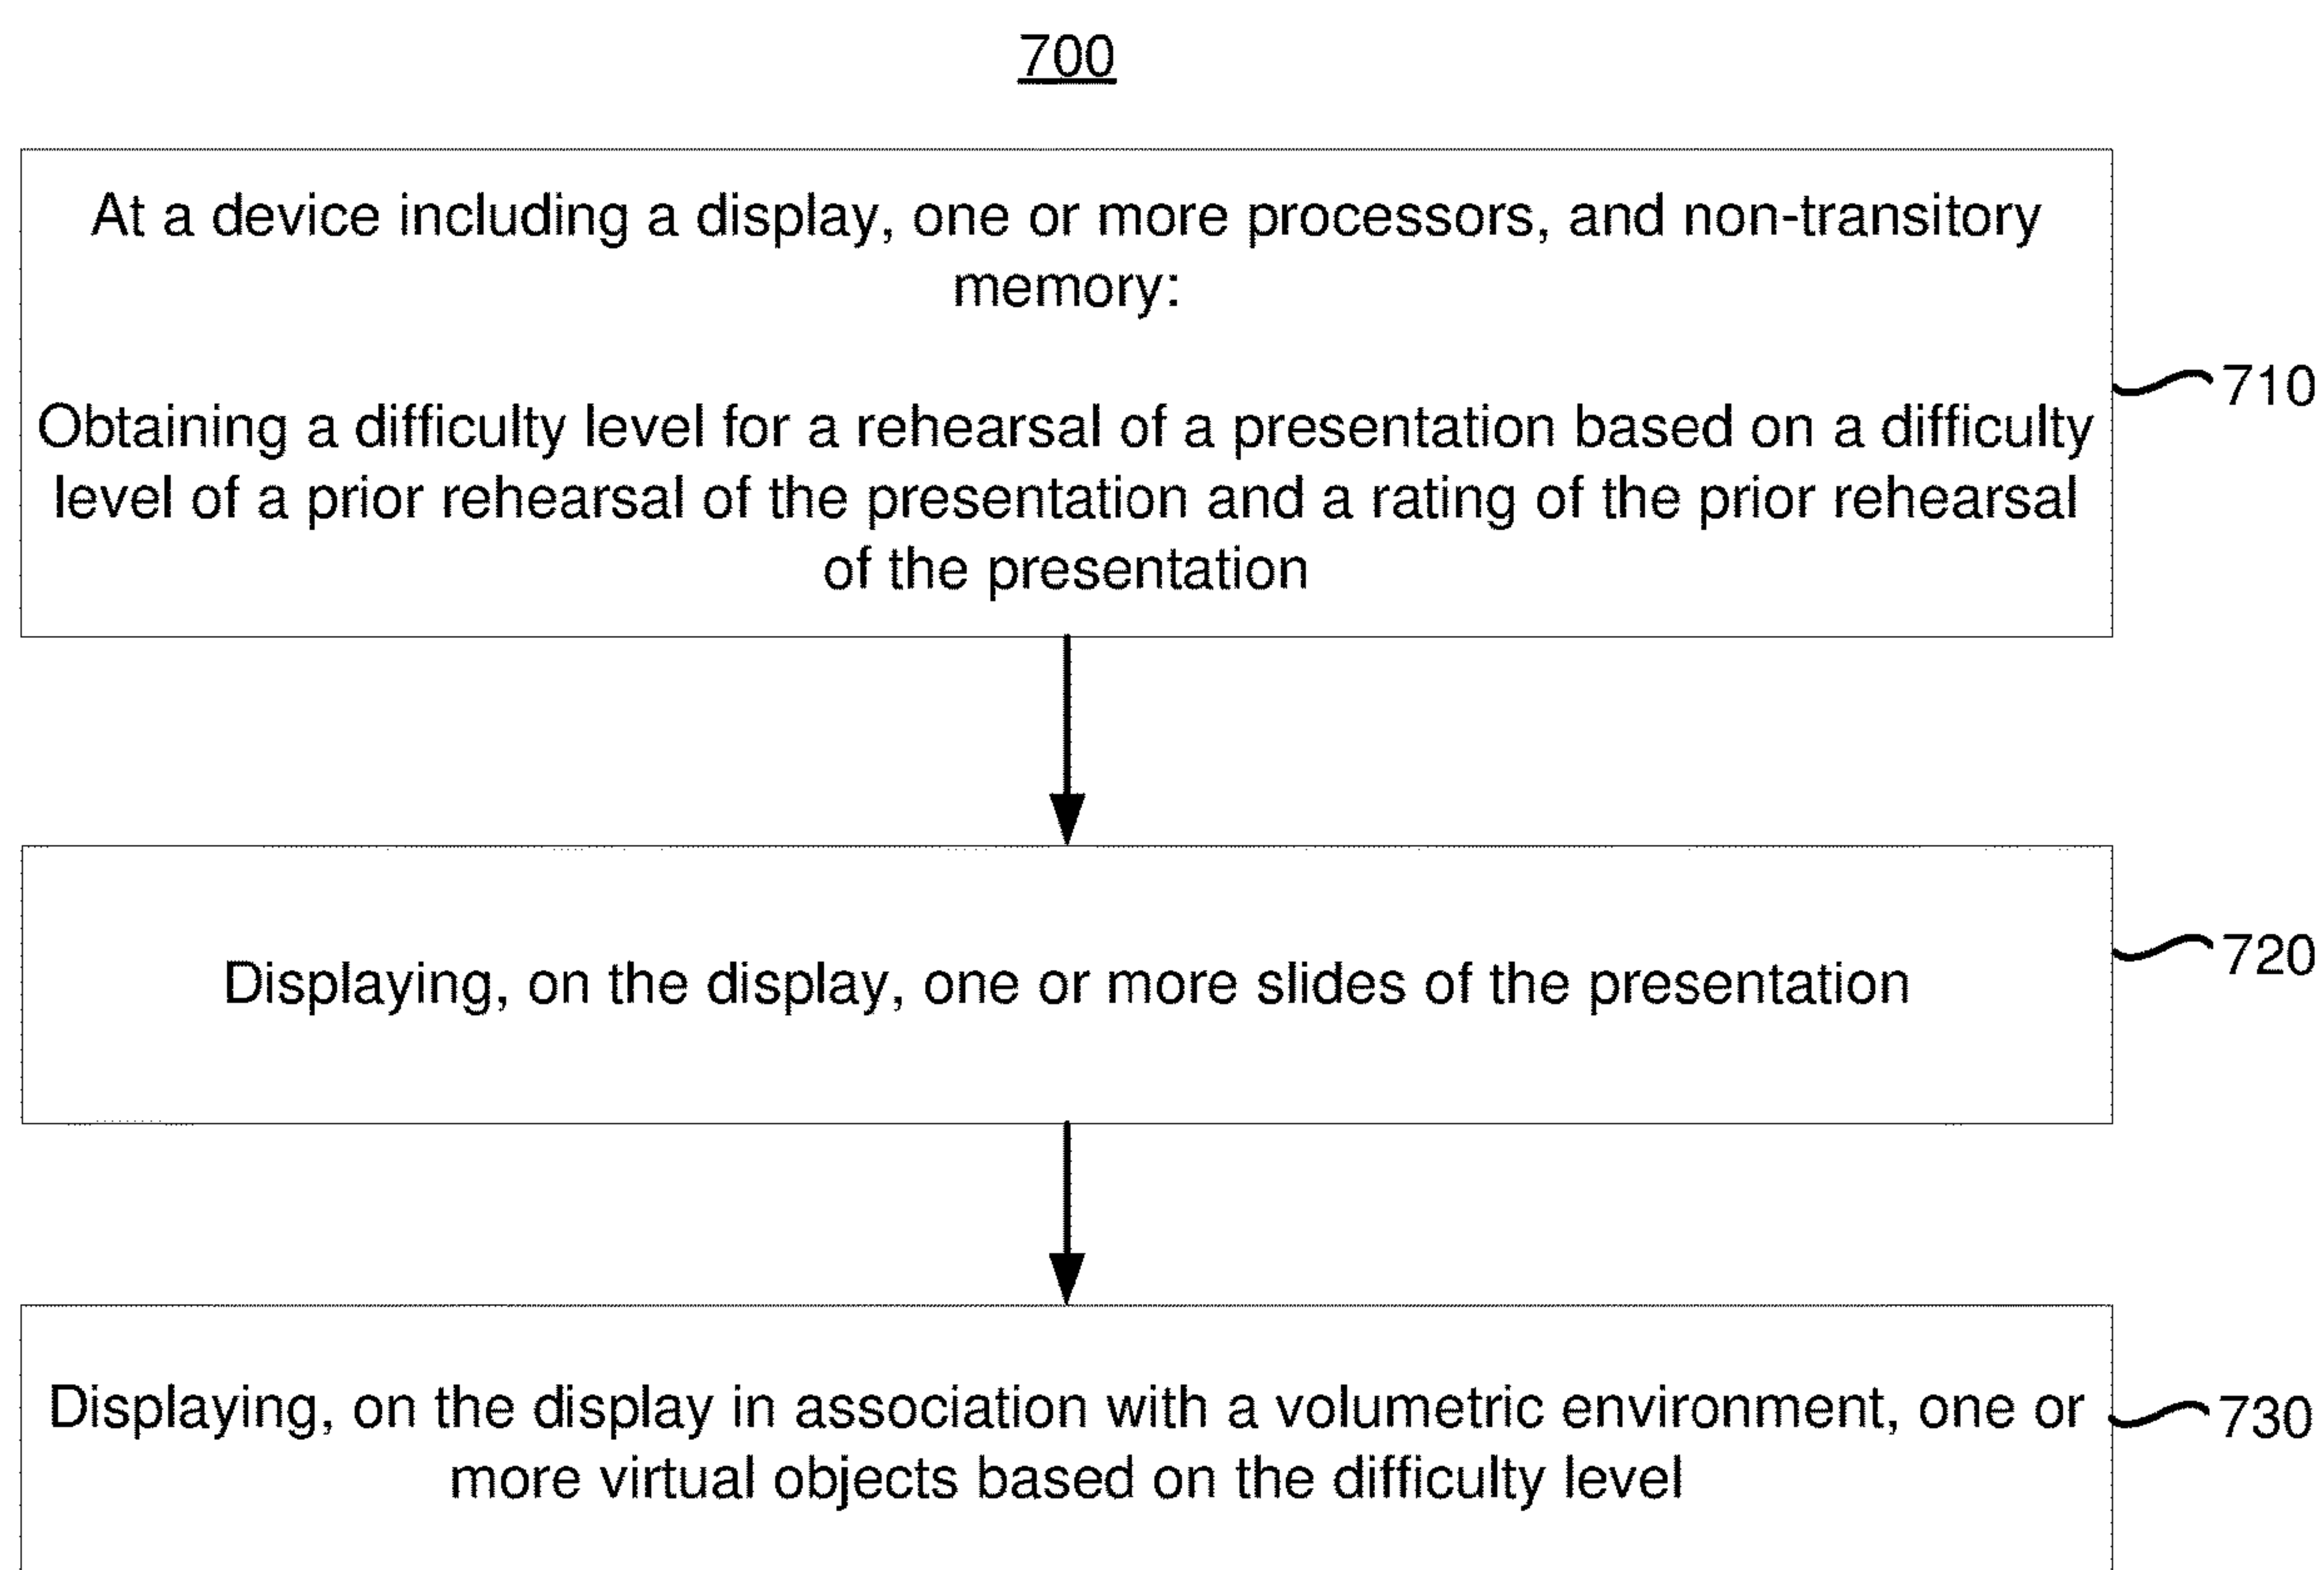 700
At a device including a display, one or more processors, and non-transitory
memory:
Obtaining a difficulty level for a rehearsal of a presentation based on a difficulty
level of a prior rehearsal of the presentation and a rating of the prior rehearsal
of the presentation
710
Displaying, on the display, one or more slides of the presentation
720
Displaying, on the display in association with a volumetric environment, one or
more virtual objects based on the difficulty level
730